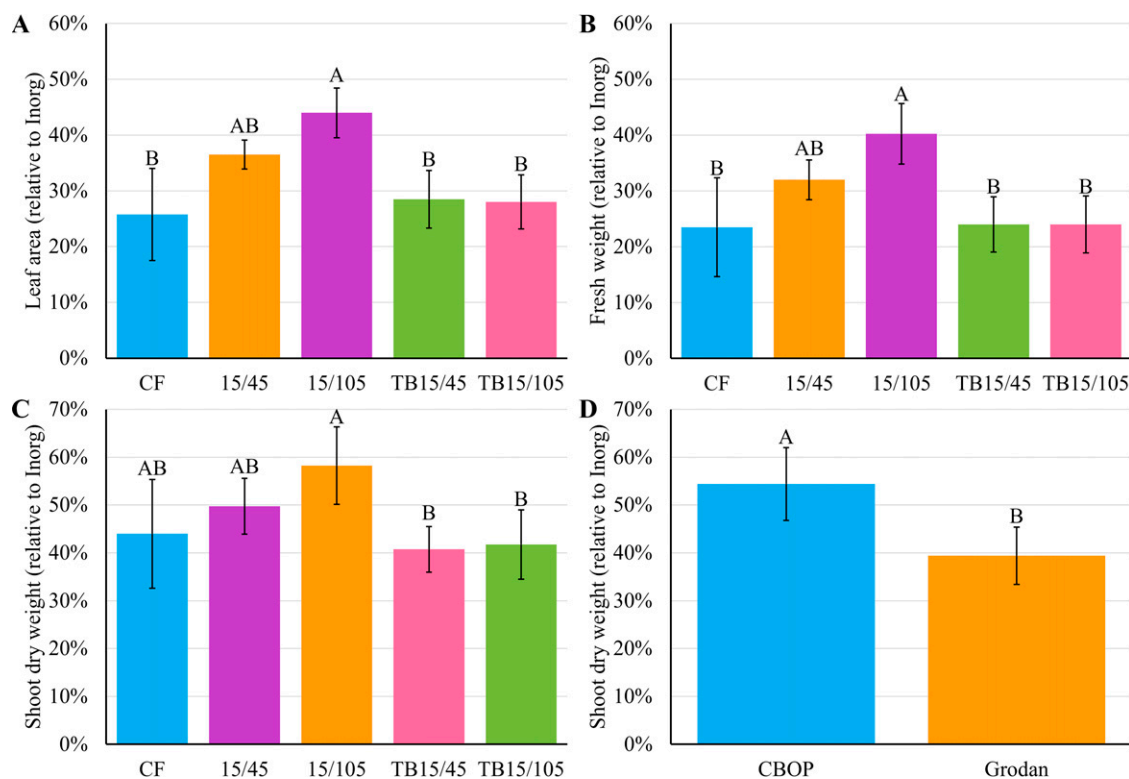 A
Leaf area (relative to Inorg)
60%
50%
40%
30%
20%
10%
0%
B
AB
A
B
B
CF 15/45 15/105 TB15/45 TB15/105
B
Fresh weight (relative to Inorg)
60%
50%
40%
30%
20%
10%
0%
B
AB
A
B
B
CF 15/45 15/105 TB15/45 TB15/105
C
Shoot dry weight (relative to Inorg)
70%
60%
50%
40%
30%
20%
10%
0%
AB
AB
A
B
B
CF 15/45 15/105 TB15/45 TB15/105
D
Shoot dry weight (relative to Inorg)
70%
60%
50%
40%
30%
20%
10%
0%
A
B
CBOP Grodan